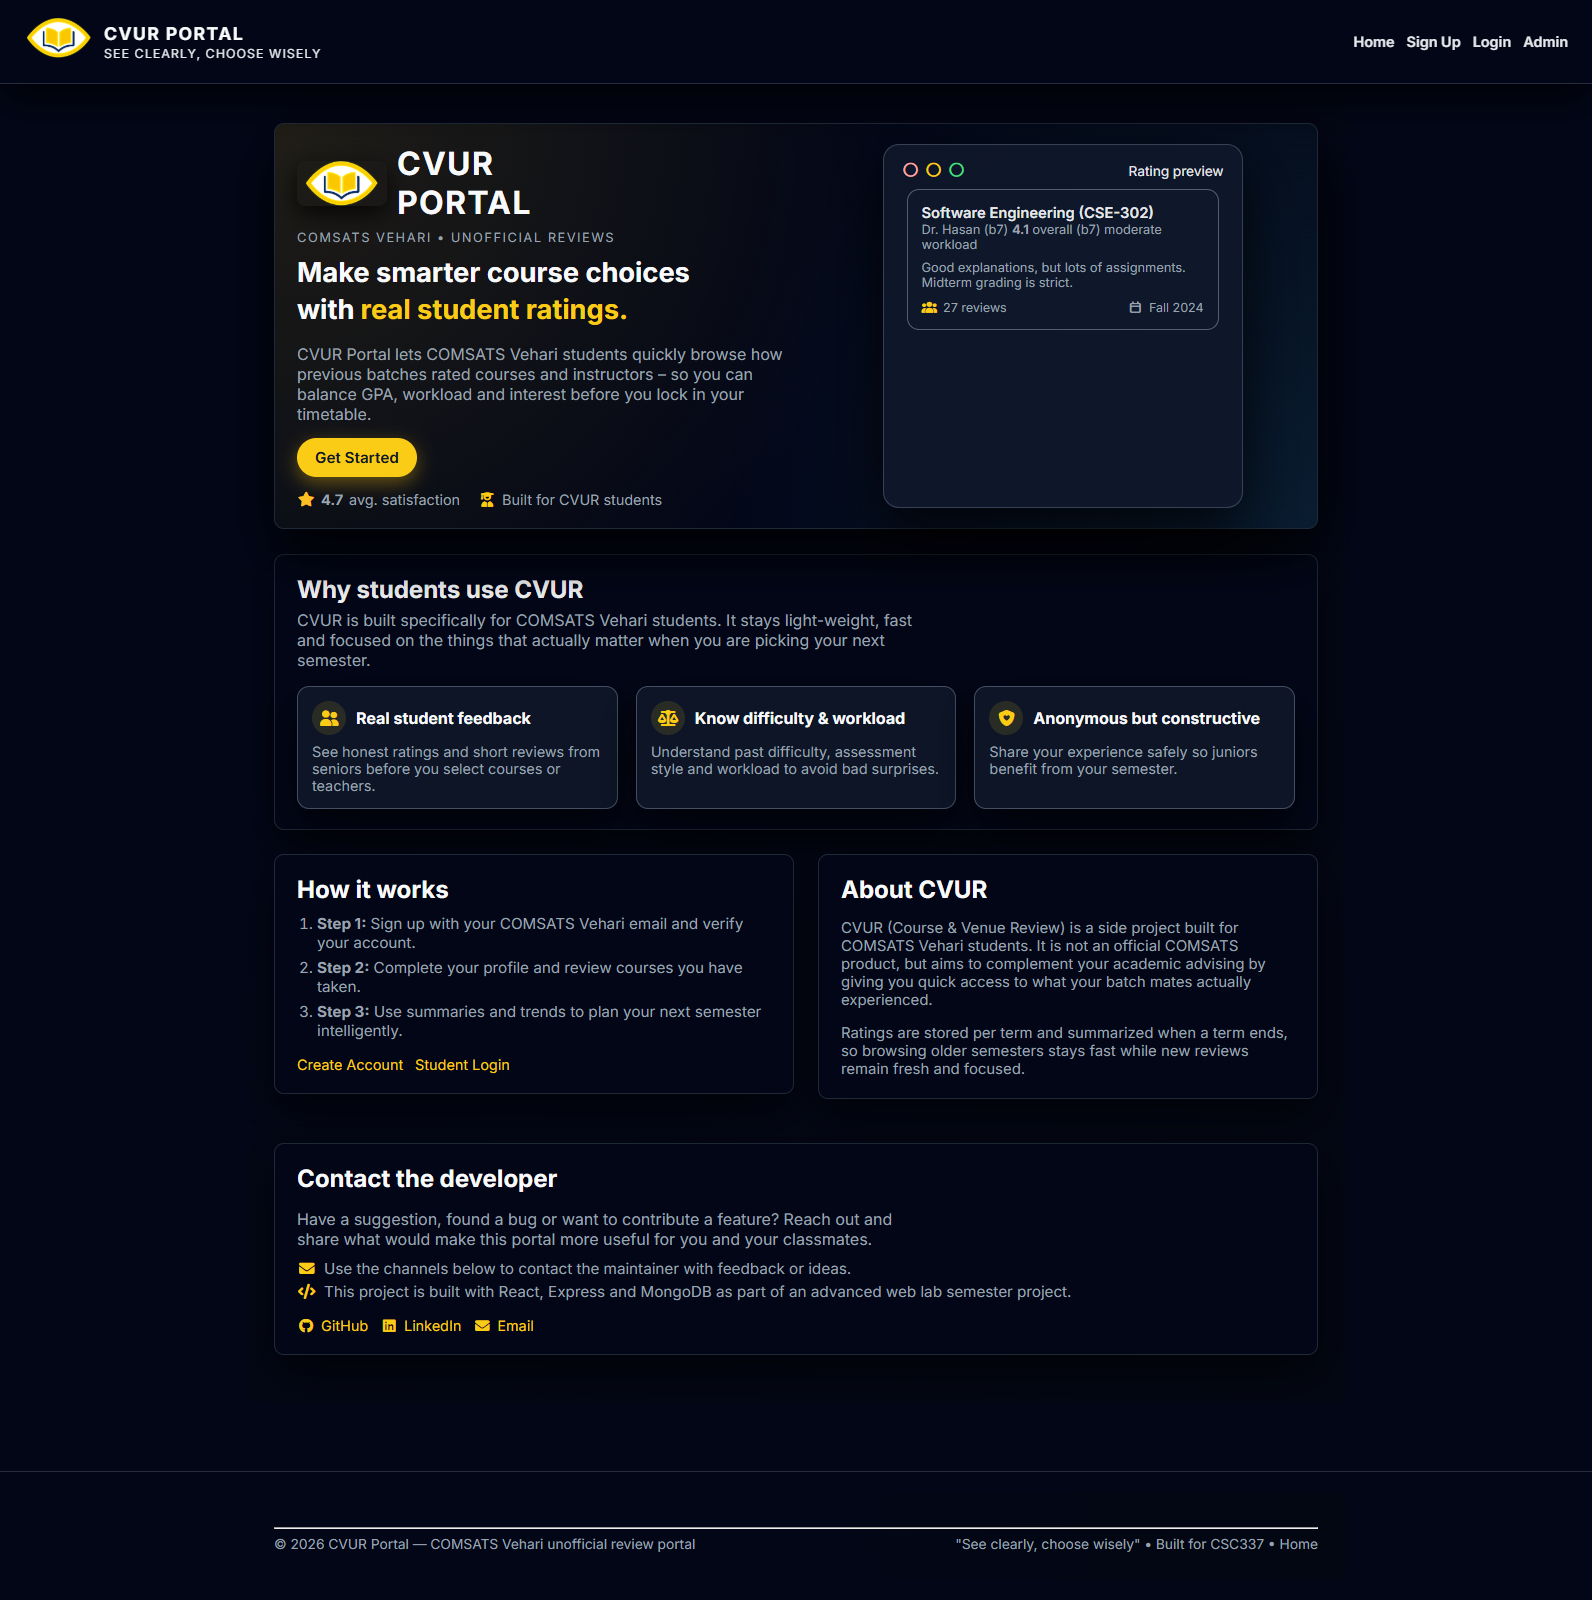 CVUR PORTAL
SEE CLEARLY, CHOOSE WISELY
Home Sign Up Login Admin
CVUR
PORTAL
COMSATS VEHARI • UNOFFICIAL REVIEWS
Make smarter course choices
with real student ratings.
CVUR Portal lets COMSATS Vehari students quickly browse how
previous batches rated courses and instructors – so you can
balance GPA, workload and interest before you lock in your
timetable.
Get Started
4.7 avg. satisfaction Built for CVUR students
Rating preview
Software Engineering (CSE-302)
Dr. Hasan (b7) 4.1 overall (b7) moderate
workload
Good explanations, but lots of assignments.
Midterm grading is strict.
27 reviews Fall 2024
Why students use CVUR
CVUR is built specifically for COMSATS Vehari students. It stays light-weight, fast
and focused on the things that actually matter when you are picking your next
semester.
Real student feedback
See honest ratings and short reviews from
seniors before you select courses or
teachers.
Know difficulty & workload
Understand past difficulty, assessment
style and workload to avoid bad surprises.
Anonymous but constructive
Share your experience safely so juniors
benefit from your semester.
How it works
1. Step 1: Sign up with your COMSATS Vehari email and verify
your account.
2. Step 2: Complete your profile and review courses you have
taken.
3. Step 3: Use summaries and trends to plan your next semester
intelligently.
Create Account Student Login
About CVUR
CVUR (Course & Venue Review) is a side project built for
COMSATS Vehari students. It is not an official COMSATS
product, but aims to complement your academic advising by
giving you quick access to what your batch mates actually
experienced.
Ratings are stored per term and summarized when a term ends,
so browsing older semesters stays fast while new reviews
remain fresh and focused.
Contact the developer
Have a suggestion, found a bug or want to contribute a feature? Reach out and
share what would make this portal more useful for you and your classmates.
Use the channels below to contact the maintainer with feedback or ideas.
This project is built with React, Express and MongoDB as part of an advanced web lab semester project.
GitHub LinkedIn Email
© 2026 CVUR Portal — COMSATS Vehari unofficial review portal
"See clearly, choose wisely" • Built for CSC337 • Home